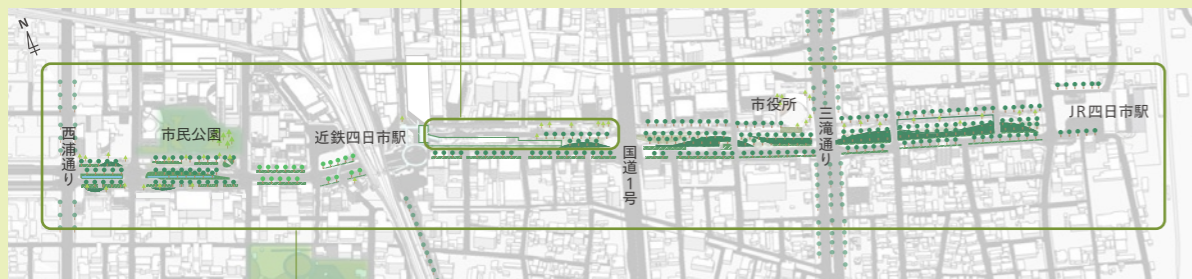 N
西浦通り
市民公園
近鉄四日市駅
国道1号
市役所
三滝通り
JR四日市駅